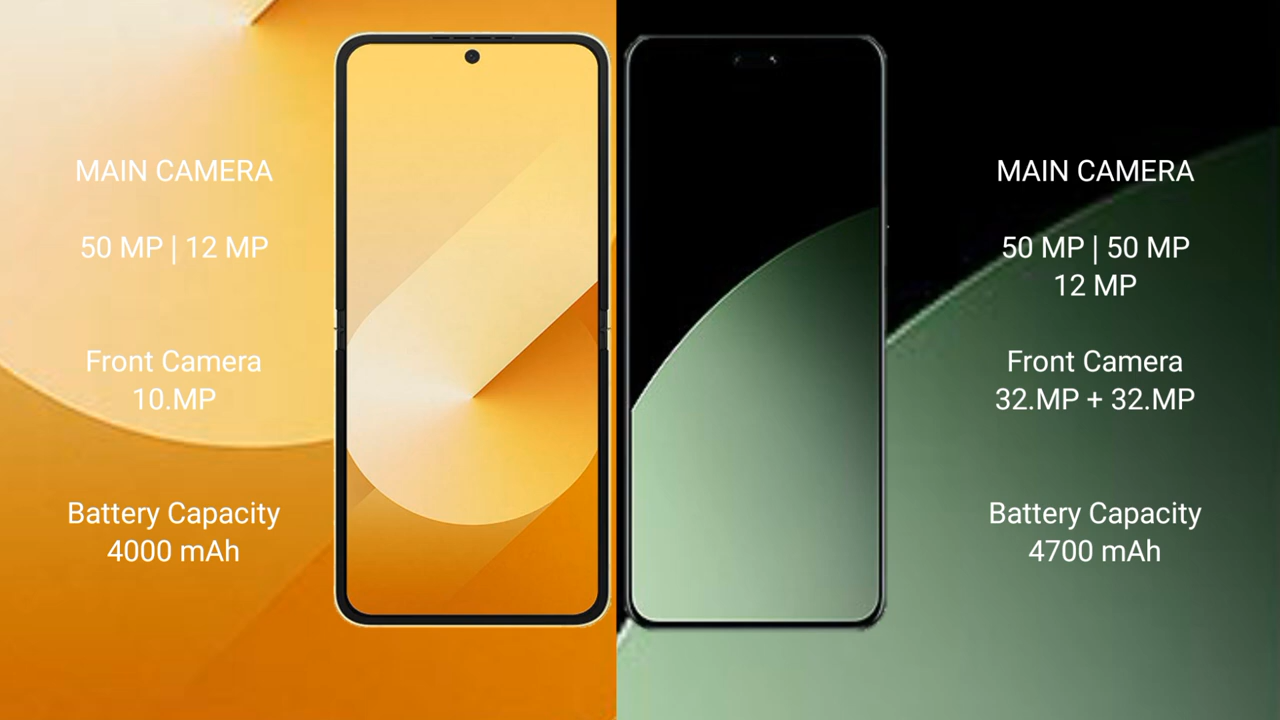 MAIN CAMERA
50 MP | 12 MP
Front Camera
10.MP
Battery Capacity
4000 mAh
MAIN CAMERA
50 MP | 50 MP
12 MP
Front Camera
32.MP + 32.MP
Battery Capacity
4700 mAh